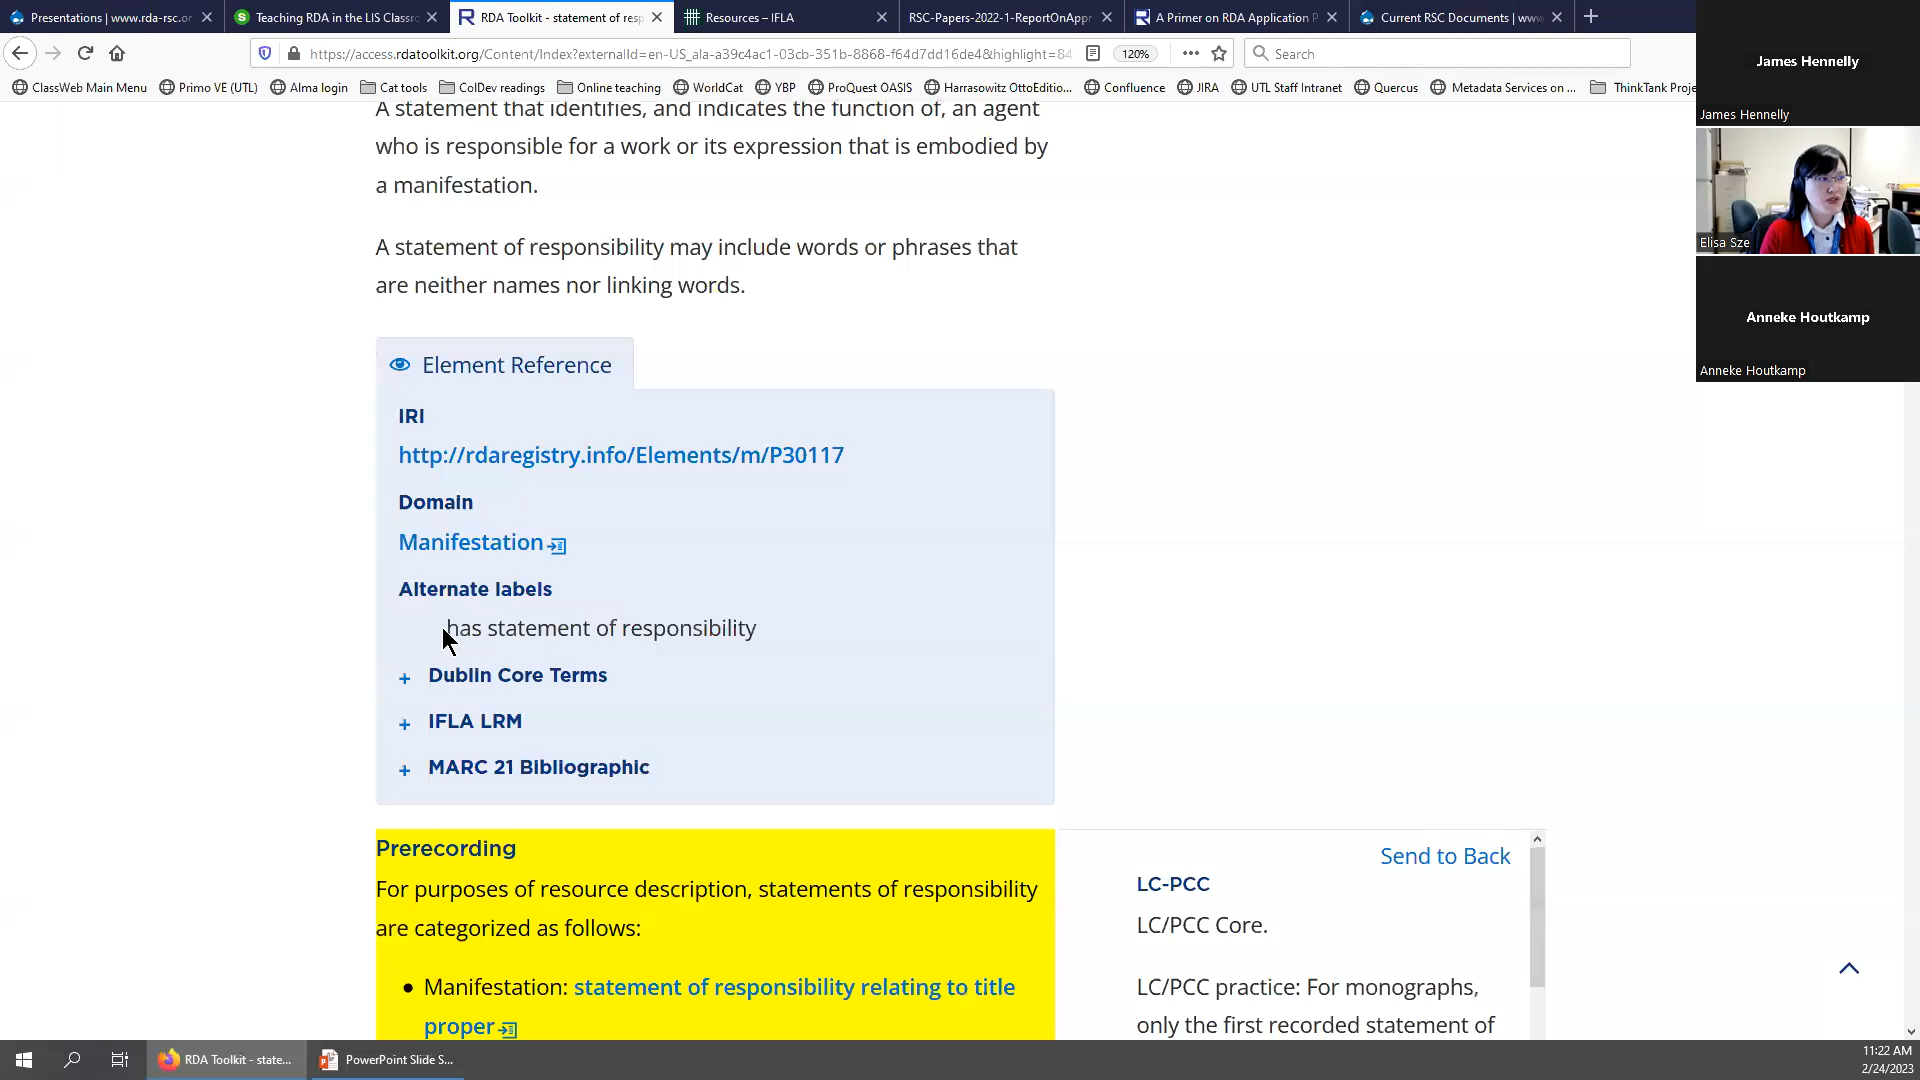 Presentations | www.rda-rsc.or
Teaching RDA in the LIS Classr
RDA Toolkit - statement of resp
Resources – IFLA
RSC-Papers-2022-1-ReportOnAppr
A Primer on RDA Application P
Current RSC Documents | www
https://access.rdatoolkit.org/Content/Index?externalId=en-US_ala-a39c4ac1-03cb-351b-8868-f64d7dd16de4&highlight=84
120%
Search
ClassWeb Main Menu
Primo VE (UTL)
Alma login
Cat tools
ColDev readings
Online teaching
WorldCat
YBP
ProQuest OASIS
Harrasowitz OttoEditio...
Confluence
JIRA
UTL Staff Intranet
Quercus
Metadata Services on ...
ThinkTank Proje
James Hennelly
James Hennelly
Elisa Sze
Anneke Houtkamp
Anneke Houtkamp
A statement that identifies, and indicates the function of, an agent
who is responsible for a work or its expression that is embodied by
a manifestation.
A statement of responsibility may include words or phrases that
are neither names nor linking words.
Element Reference
IRI
http://rdaregistry.info/Elements/m/P30117
Domain
Manifestation
Alternate labels
has statement of responsibility
+ Dublin Core Terms
+ IFLA LRM
+ MARC 21 Bibliographic
Prerecording
For purposes of resource description, statements of responsibility
are categorized as follows:
• Manifestation: statement of responsibility relating to title
proper
Send to Back
LC-PCC
LC/PCC Core.
LC/PCC practice: For monographs,
only the first recorded statement of
RDA Toolkit - state...
PowerPoint Slide S...
11:22 AM
2/24/2023